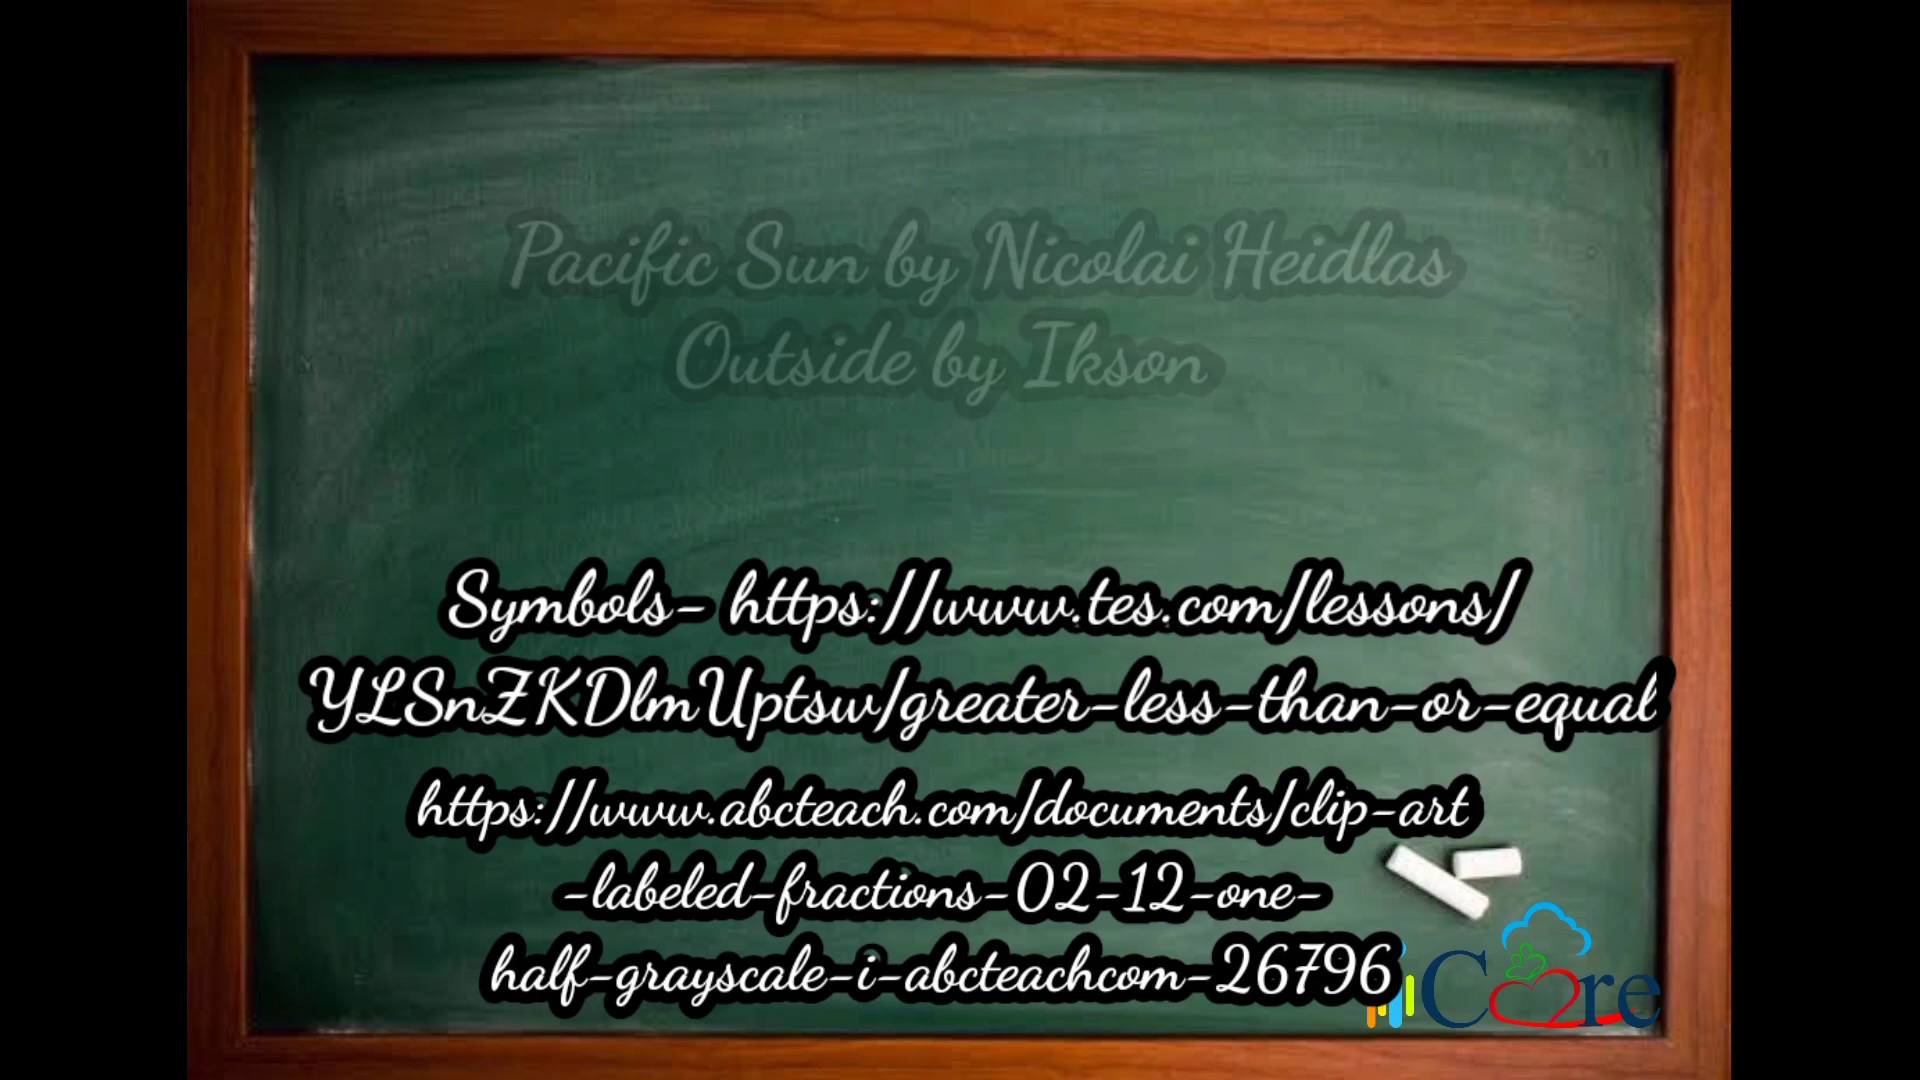 Pacific Sun by Nicolai Heidlas
Outside by Ikson
Symbols- https://www.tes.com/lessons/
YLSnZKDlmUptsw/greater-less-than-or-equal
https://www.abcteach.com/documents/clip-art
-labeled-fractions-02-12-one-
half-grayscale-i-abcteachcom-26796
iCore